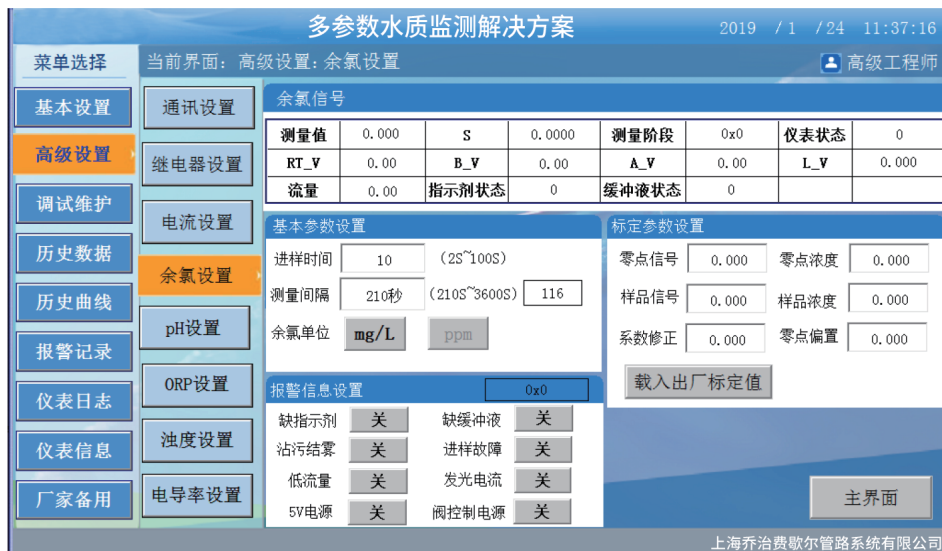 多参数水质监测解决方案
2019 /1 /24 11:37:16
菜单选择
当前界面: 高级设置: 余氯设置
高级工程师
基本设置
高级设置
调试维护
历史数据
历史曲线
报警记录
仪表日志
仪表信息
厂家备用
通讯设置
继电器设置
电流设置
余氯设置
pH设置
ORP设置
浊度设置
电导率设置
余氯信号
测量值 0.000 S 0.0000 测量阶段 0x0 仪表状态 0
RT_V 0.00 B_V 0.00 A_V 0.00 L_V 0.000
流量 0.00 指示剂状态 0 缓冲液状态 0
基本参数设置
进样时间 10 (2S~100S)
测量间隔 210秒 (210S~3600S) 116
余氯单位 mg/L ppm
报警信息设置 0x0
缺指示剂 关 缺缓冲液 关
沾污结雾 关 进样故障 关
低流量 关 发光电流 关
5V电源 关 阀控制电源 关
标定参数设置
零点信号 0.000 零点浓度 0.000
样品信号 0.000 样品浓度 0.000
系数修正 0.000 零点偏置 0.000
载入出厂标定值
主界面
上海乔治费歇尔管路系统有限公司